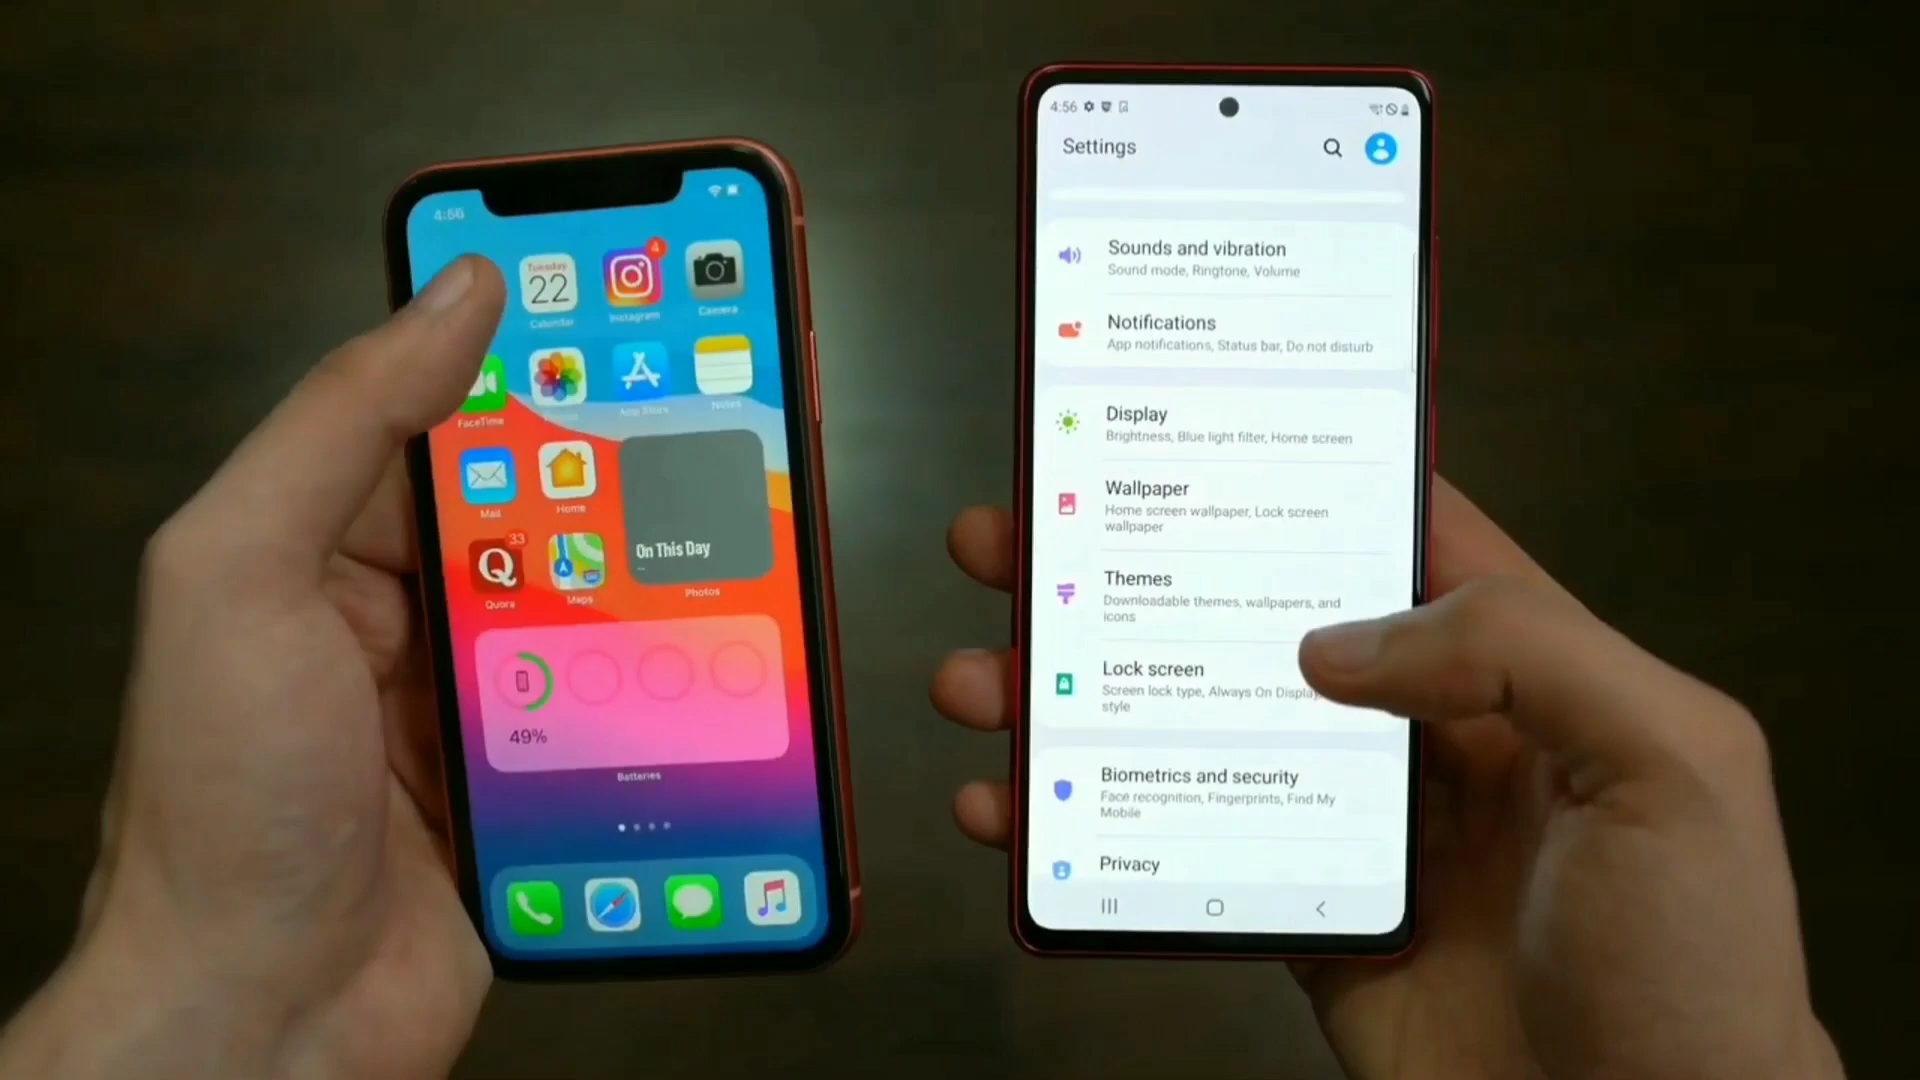 4:56
Tuesday
22
Calendar
4
Instagram
Camera
FaceTime
App Store
Notes
Mail
Home
On This Day
33
Q
Quora
Maps
Photos
49%
Batteries
4:56
Settings
Sounds and vibration
Sound mode, Ringtone, Volume
Notifications
App notifications, Status bar, Do not disturb
Display
Brightness, Blue light filter, Home screen
Wallpaper
Home screen wallpaper, Lock screen
wallpaper
Themes
Downloadable themes, wallpapers, and
icons
Lock screen
Screen lock type, Always On Display,
style
Biometrics and security
Face recognition, Fingerprints, Find My
Mobile
Privacy